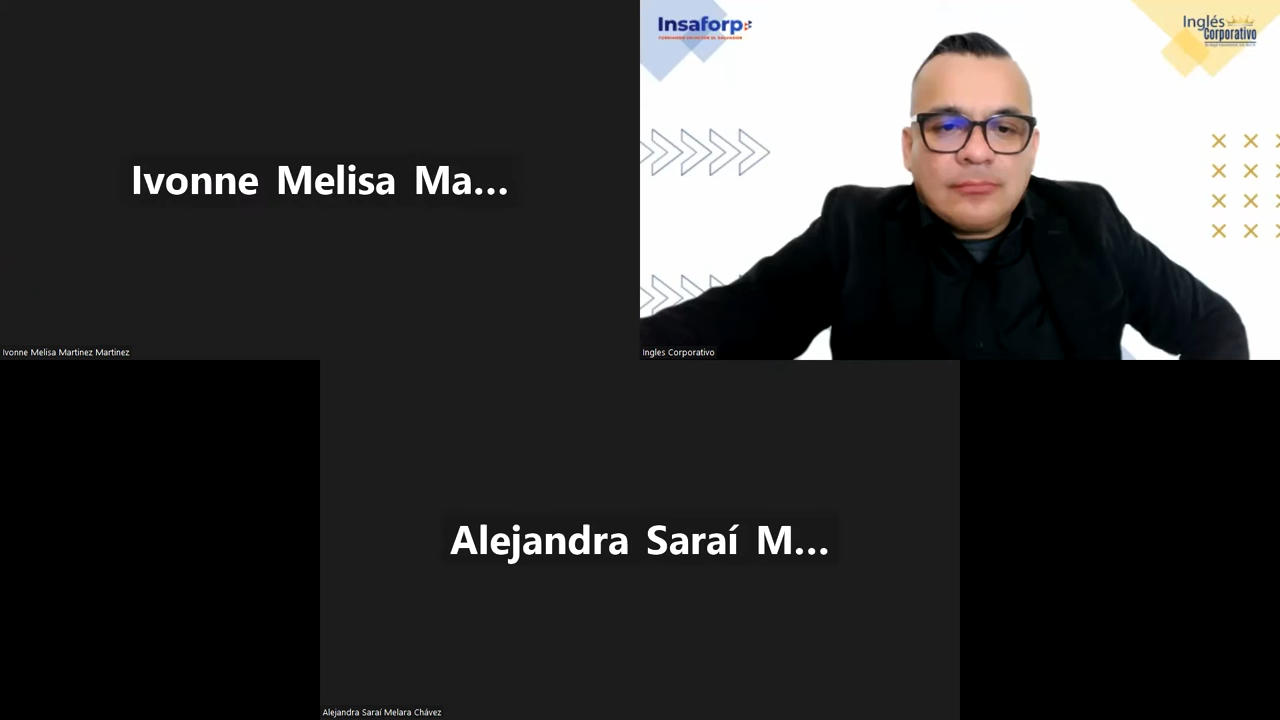 Ivonne Melisa Ma...
Ivonne Melisa Martinez Martinez
Insaforp
Inglés
Corporativo
Ingles Corporativo
Alejandra Saraí M...
Alejandra Saraí Melara Chávez